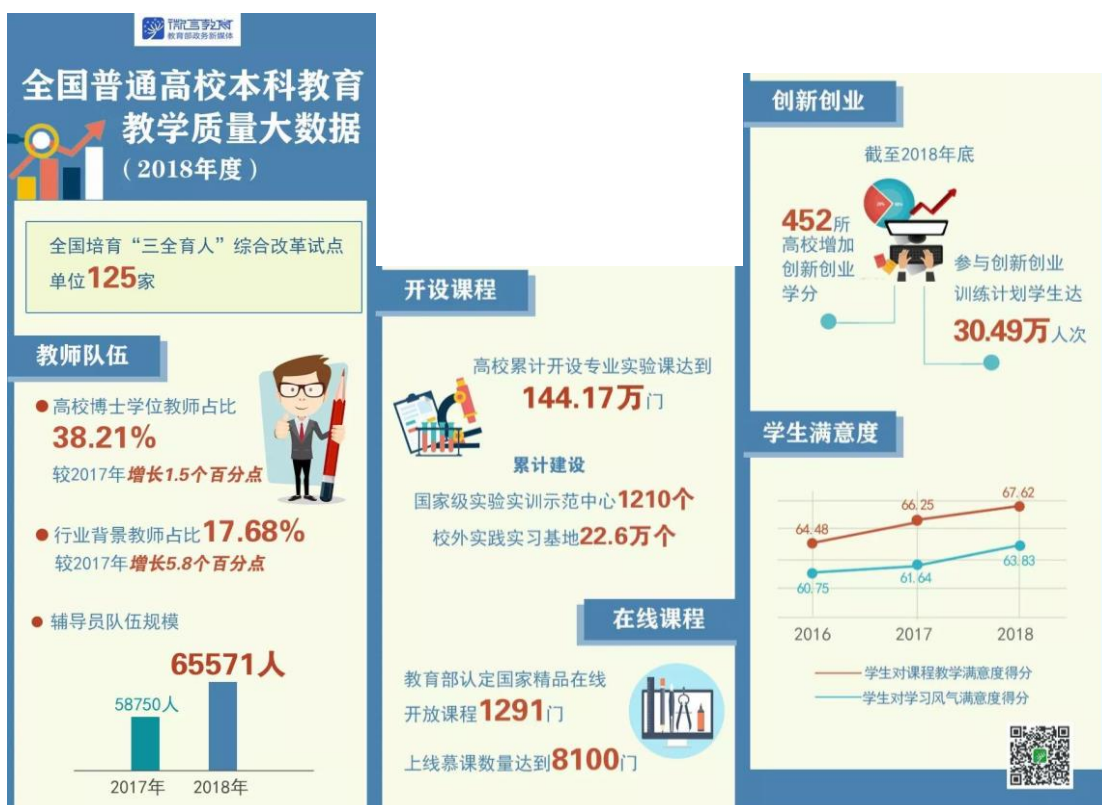 微言教育
教育部政务新媒体
全国普通高校本科教育
教学质量大数据
（2018年度）
全国培育“三全育人”综合改革试点
单位125家
教师队伍
高校博士学位教师占比
38.21%
较2017年增长1.5个百分点
行业背景教师占比17.68%
较2017年增长5.8个百分点
辅导员队伍规模
65571人
58750人
2017年 2018年
开设课程
高校累计开设专业实验课达到
144.17万门
累计建设
国家级实验实训示范中心1210个
校外实践实习基地22.6万个
在线课程
教育部认定国家精品在线
开放课程1291门
上线慕课数量达到8100门
创新创业
截至2018年底
452所
高校增加
创新创业
学分
参与创新创业
训练计划学生达
30.49万人次
学生满意度
67.62
66.25
64.48
63.83
61.64
60.75
2016 2017 2018
学生对课程教学满意度得分
学生对学习风气满意度得分